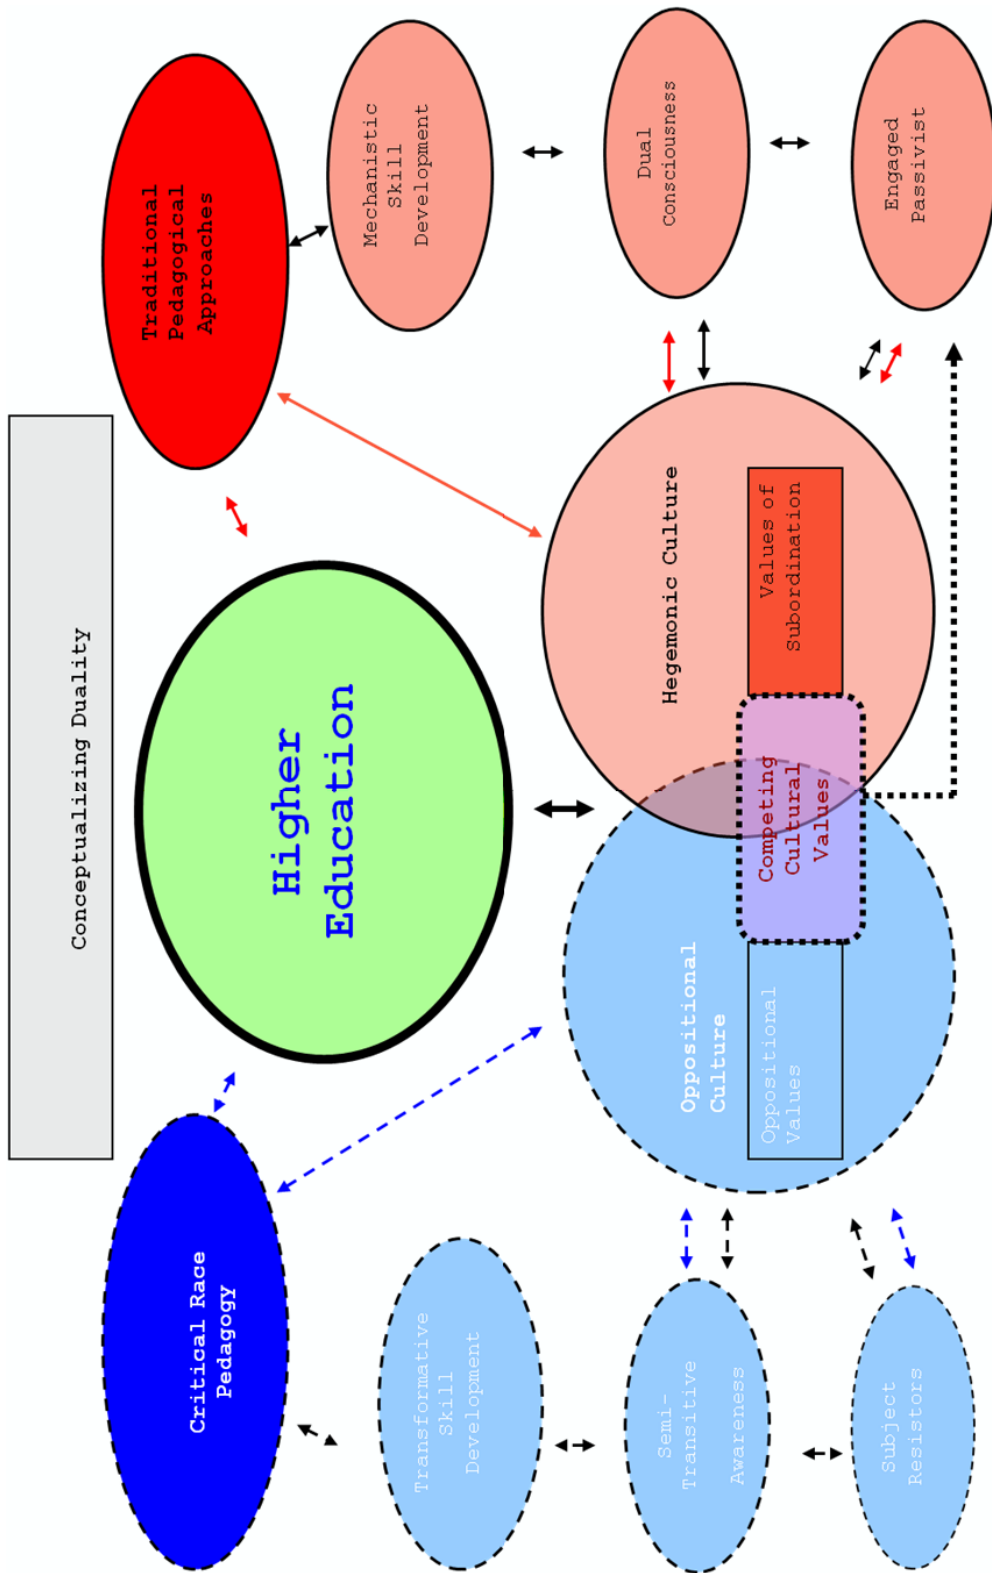 Conceptualizing Duality
Critical Race
Pedagogy
Higher
Education
Traditional
Pedagogical
Approaches
Transformative
Skill
Development
Mechanistic
Skill
Development
Semi-
Transitive
Awareness
Oppositional
Culture
Hegemonic Culture
Dual
Consciousness
Oppositional
Values
Competing
Cultural
Values
Values of
Subordination
Subject
Resistors
Engaged
Passivist